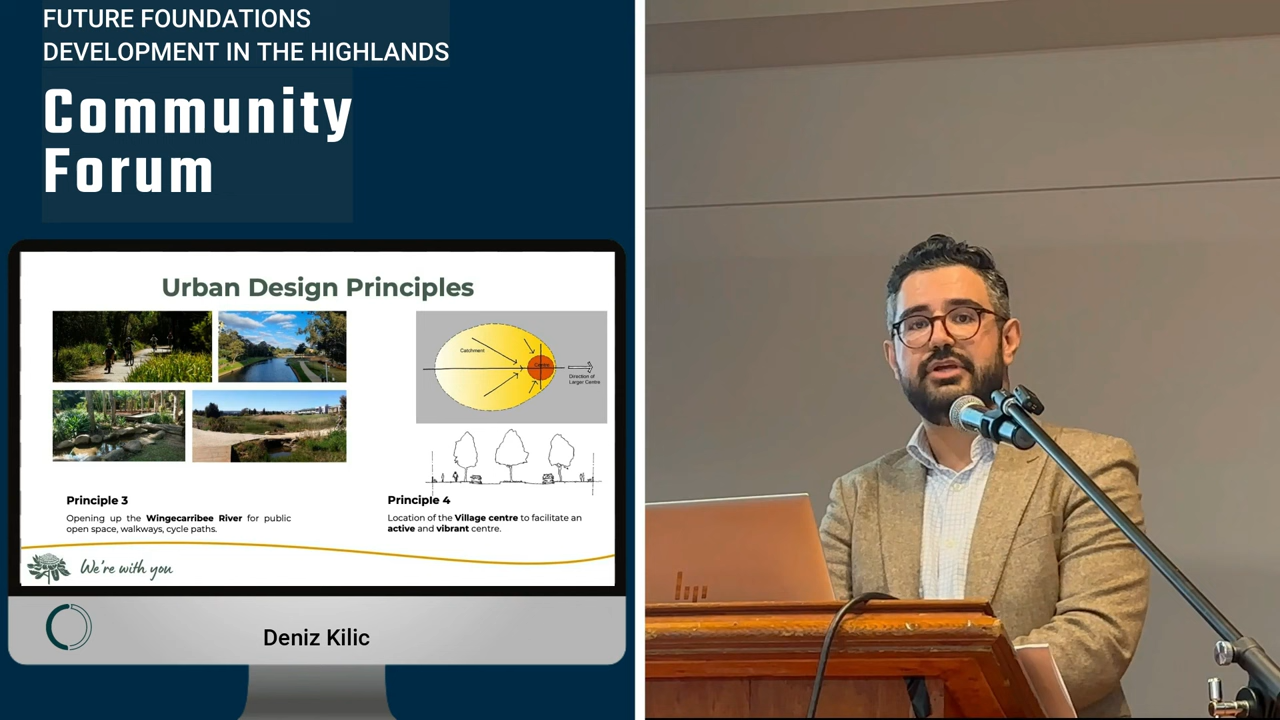 FUTURE FOUNDATIONS
DEVELOPMENT IN THE HIGHLANDS
Community
Forum
Urban Design Principles
Catchment
Centre
Direction of
Larger Centre
Principle 3
Opening up the Wingecarribee River for public
open space, walkways, cycle paths.
Principle 4
Location of the Village centre to facilitate an
active and vibrant centre.
We're with you
Deniz Kilic
hp